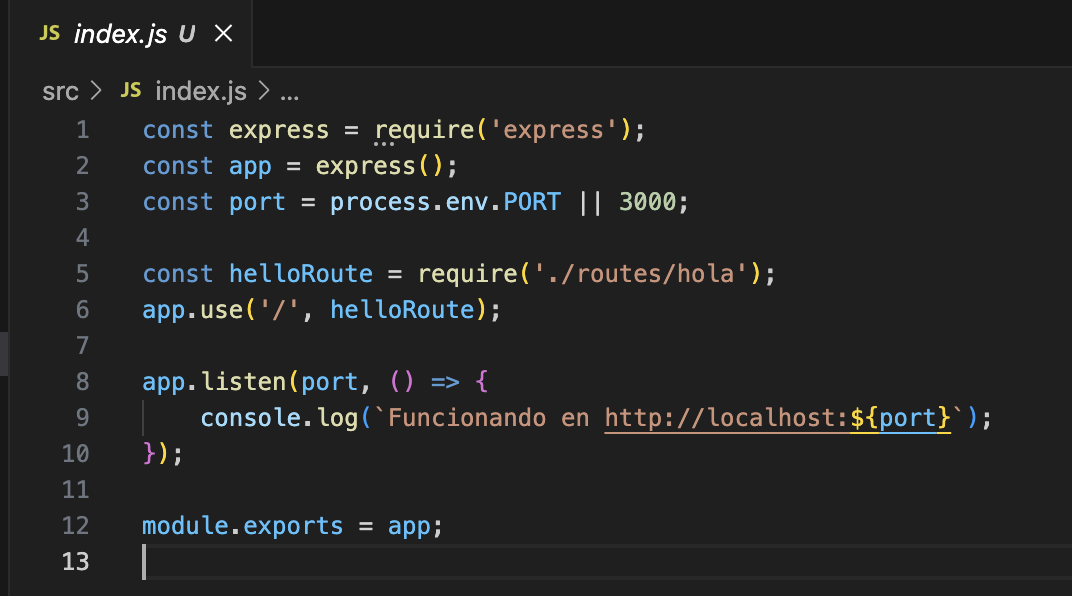 JS index.js U ×
src > JS index.js > ...
1 const express = require('express');
2 const app = express();
3 const port = process.env.PORT || 3000;
4
5 const helloRoute = require('./routes/hola');
6 app.use('/', helloRoute);
7
8 app.listen(port, () => {
9     console.log(`Funcionando en http://localhost:${port}`);
10 });
11
12 module.exports = app;
13